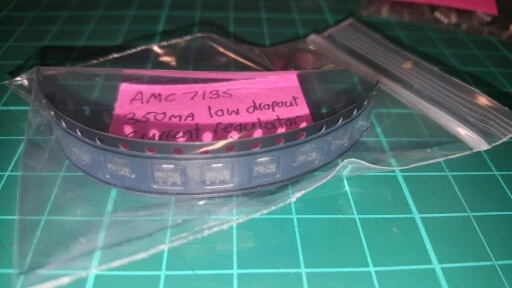 AMC 7135
350MA low dropout
current regulator